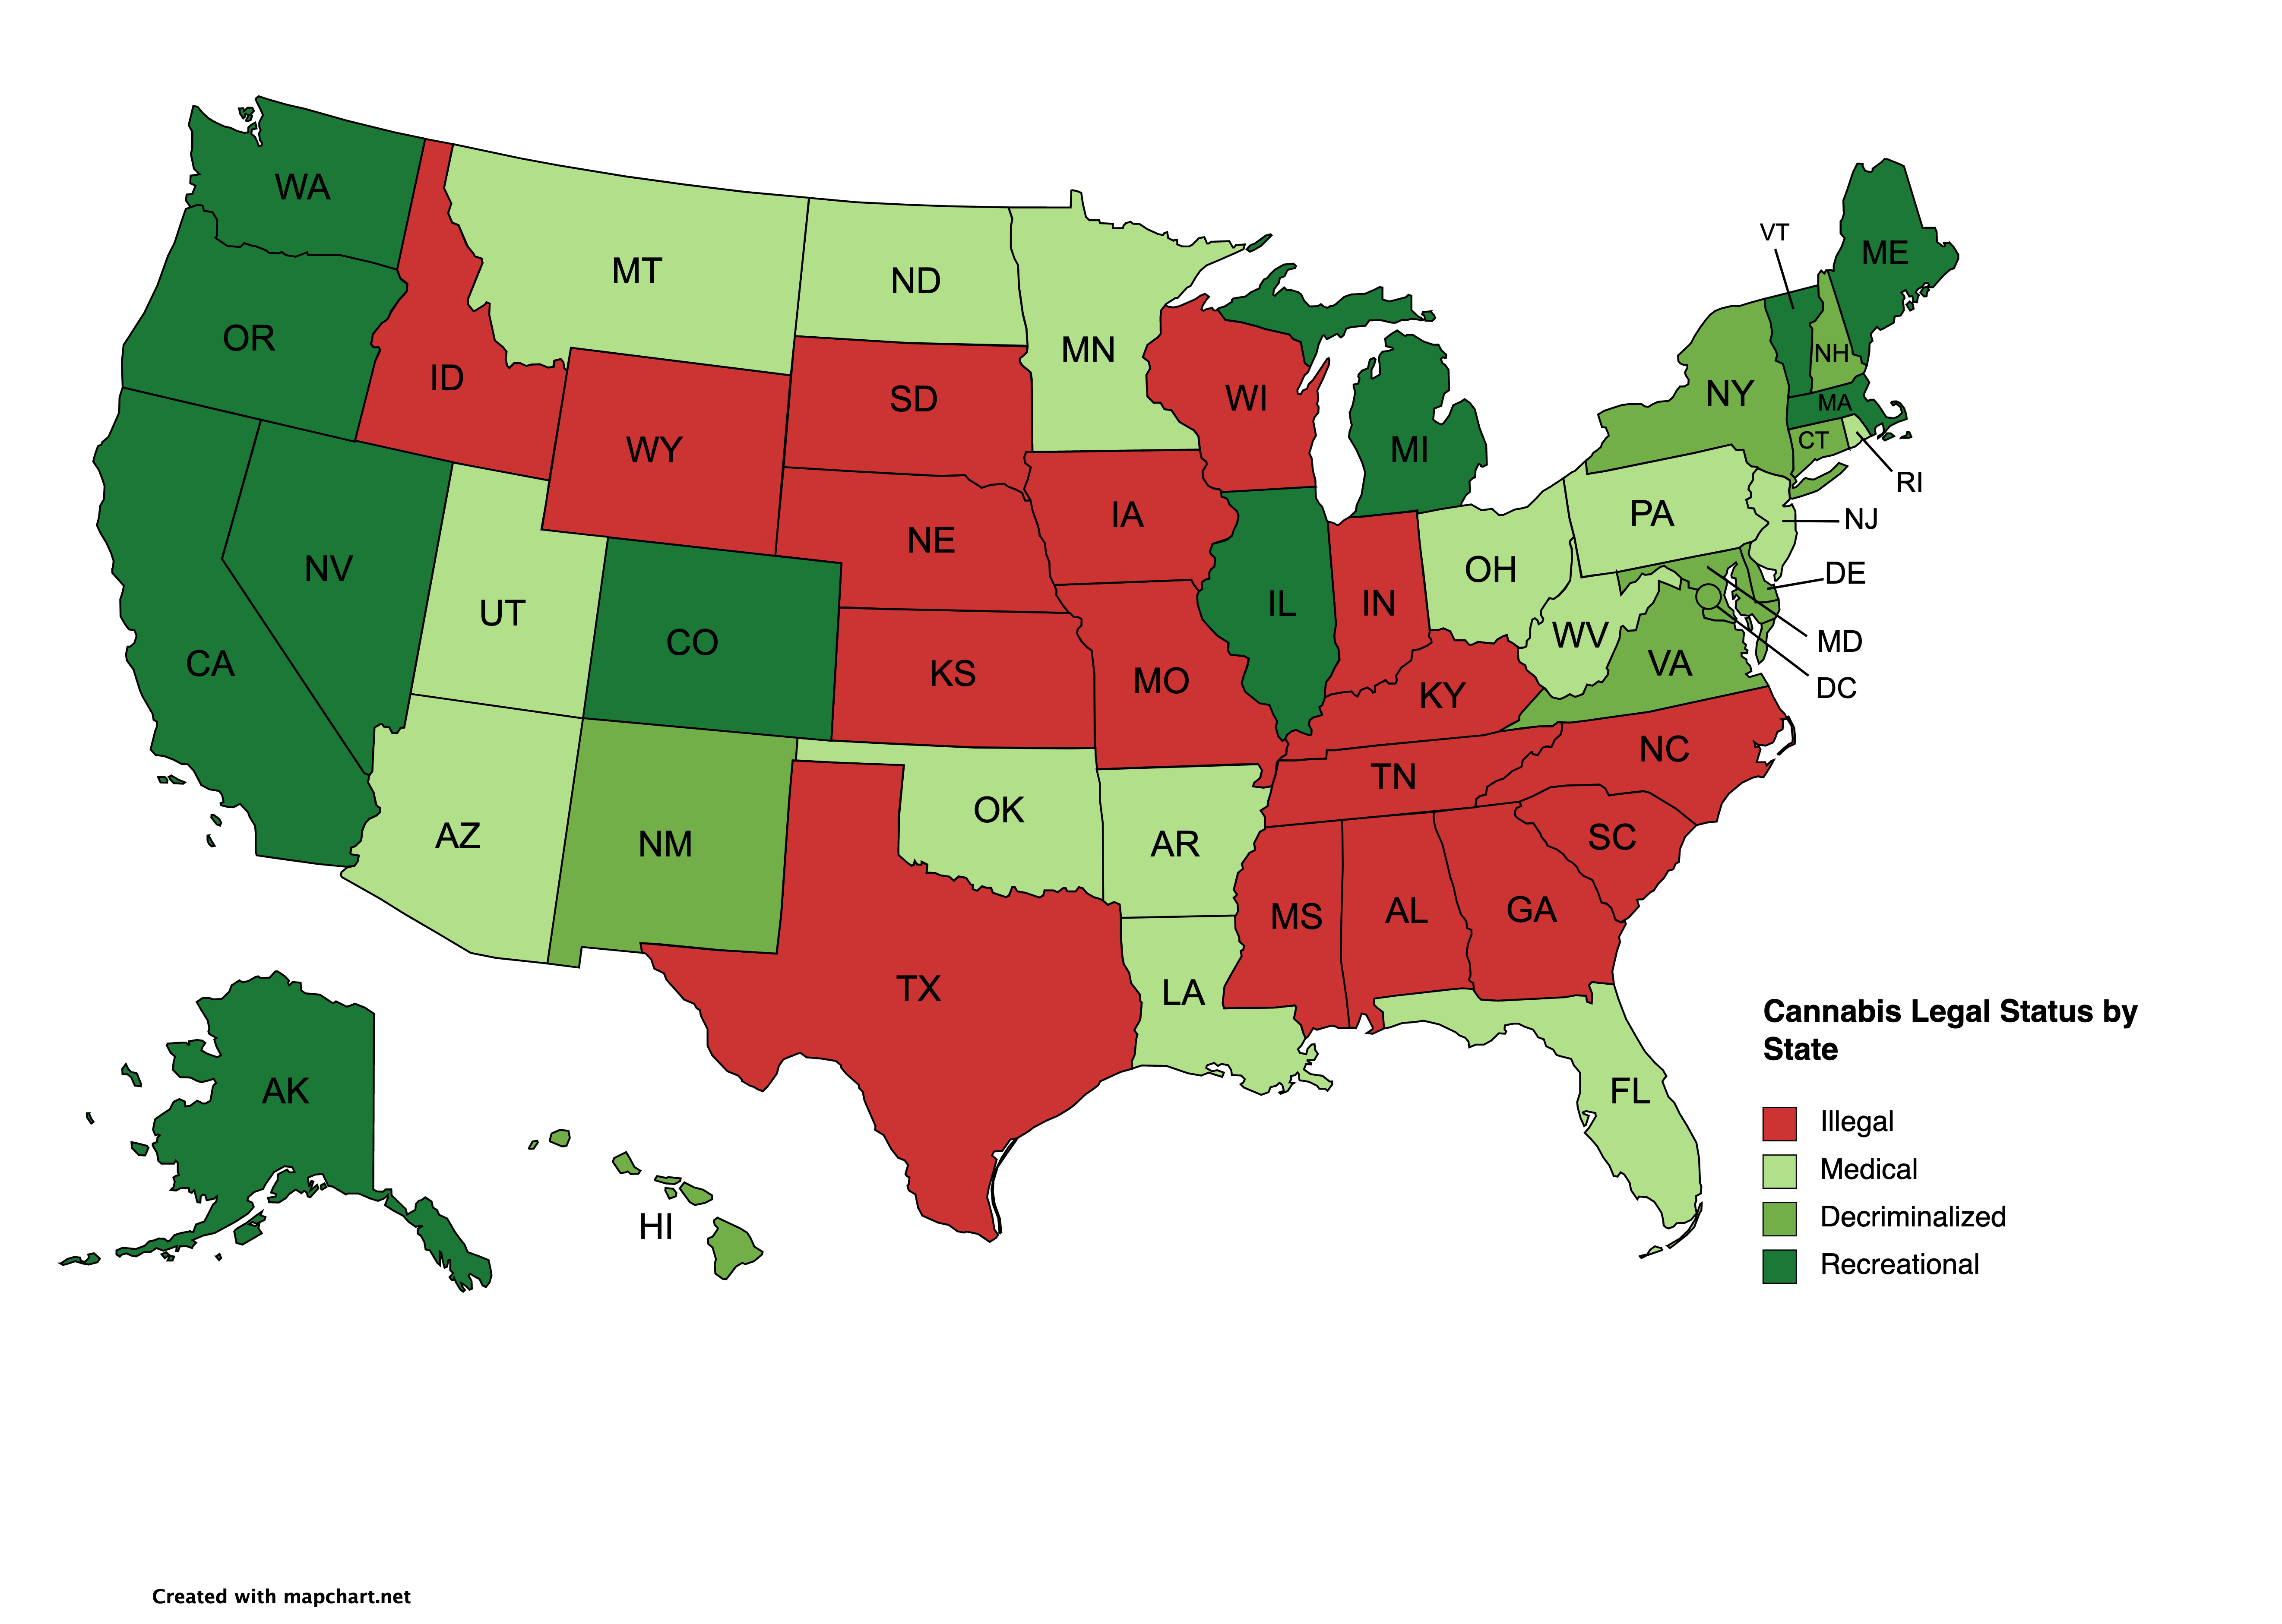 WA
MT
ND
MN
VT
ME
OR
ID
WY
SD
WI
MI
NY
NH
MA
CT
RI
NV
UT
CO
NE
IA
IL
IN
OH
PA
NJ
DE
MD
DC
CA
KS
MO
KY
WV
VA
AZ
NM
OK
AR
TN
NC
SC
TX
LA
MS
AL
GA
FL
AK
HI
Cannabis Legal Status by
State
Illegal
Medical
Decriminalized
Recreational
Created with mapchart.net